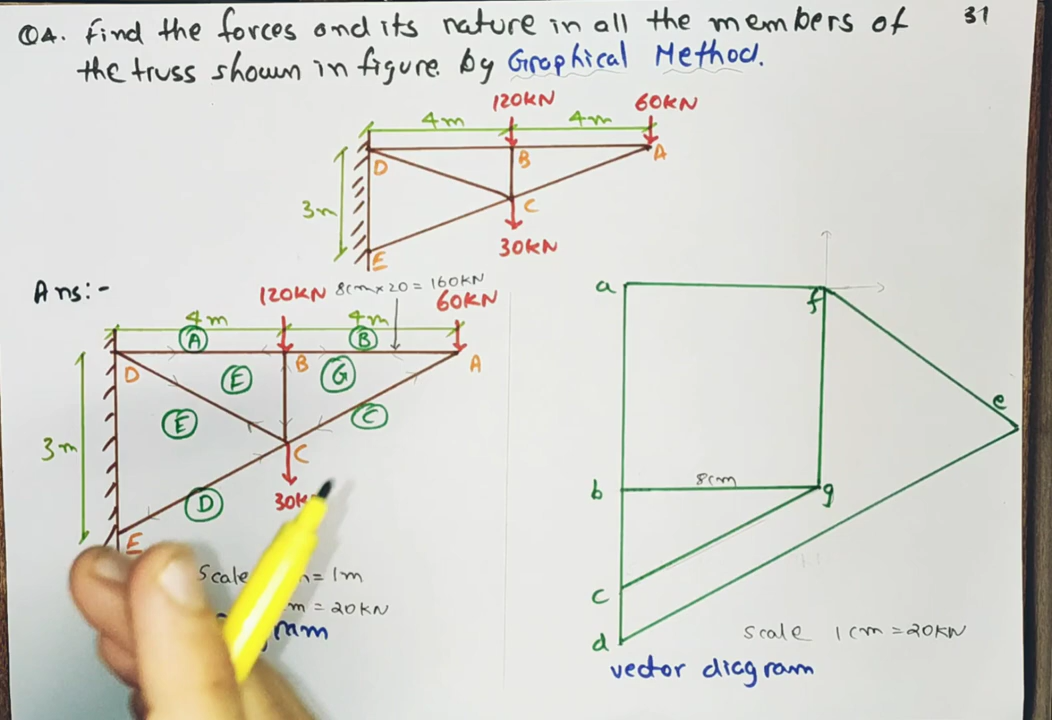 Q4. Find the forces and its nature in all the members of 31
the truss shown in figure by Graphical Method.
120KN 60KN
4m 4m
D B A
3m
C
E 30KN
Ans:-
120KN 8cm×20 = 160KN 60KN
4m 4m
A B
D B A
E G
E C
3m C
D 30K
E
Scale = 1m
m = 20KN
ram
a f
e
b 8cm g
c
d
scale 1cm = 20KN
vector diagram